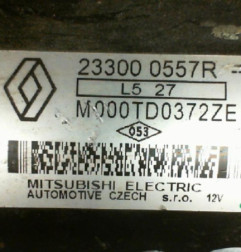 23300 0557R
L5 27
M000TD0372ZE
053
MITSUBISHI ELECTRIC
AUTOMOTIVE CZECH s.r.o. 12V